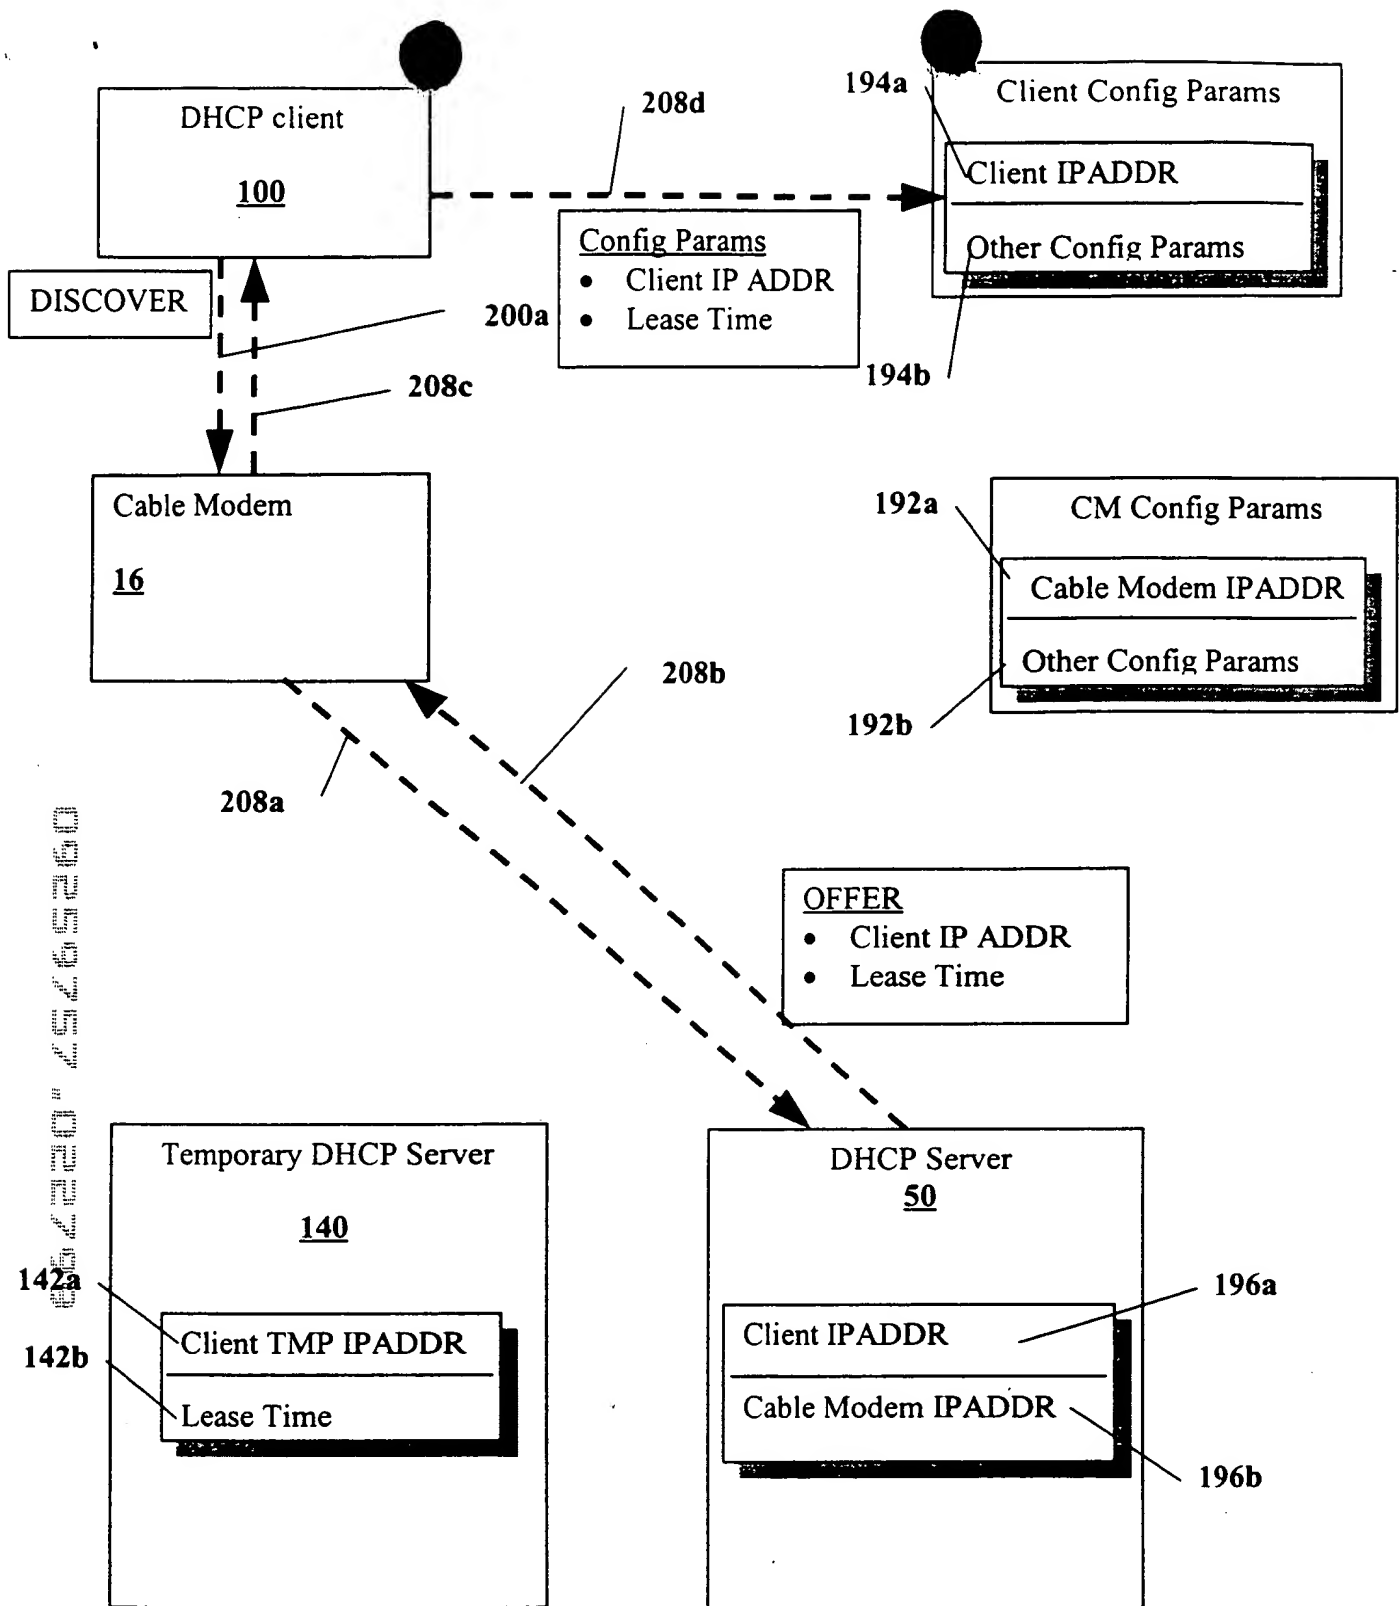 DHCP client
100
208d
194a
Client Config Params
Client IPADDR
Other Config Params
194b
Config Params
● Client IP ADDR
● Lease Time
DISCOVER
200a
208c
Cable Modem
16
192a
CM Config Params
Cable Modem IPADDR
Other Config Params
192b
208b
208a
OFFER
● Client IP ADDR
● Lease Time
09259757.022799
Temporary DHCP Server
140
142a
Client TMP IPADDR
142b
Lease Time
DHCP Server
50
196a
Client IPADDR
Cable Modem IPADDR
196b